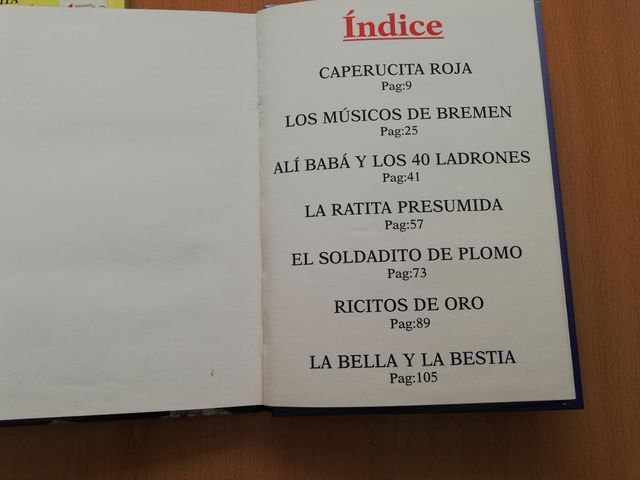 Índice
CAPERUCITA ROJA
Pag:9
LOS MÚSICOS DE BREMEN
Pag:25
ALÍ BABÁ Y LOS 40 LADRONES
Pag:41
LA RATITA PRESUMIDA
Pag:57
EL SOLDADITO DE PLOMO
Pag:73
RICITOS DE ORO
Pag:89
LA BELLA Y LA BESTIA
Pag:105